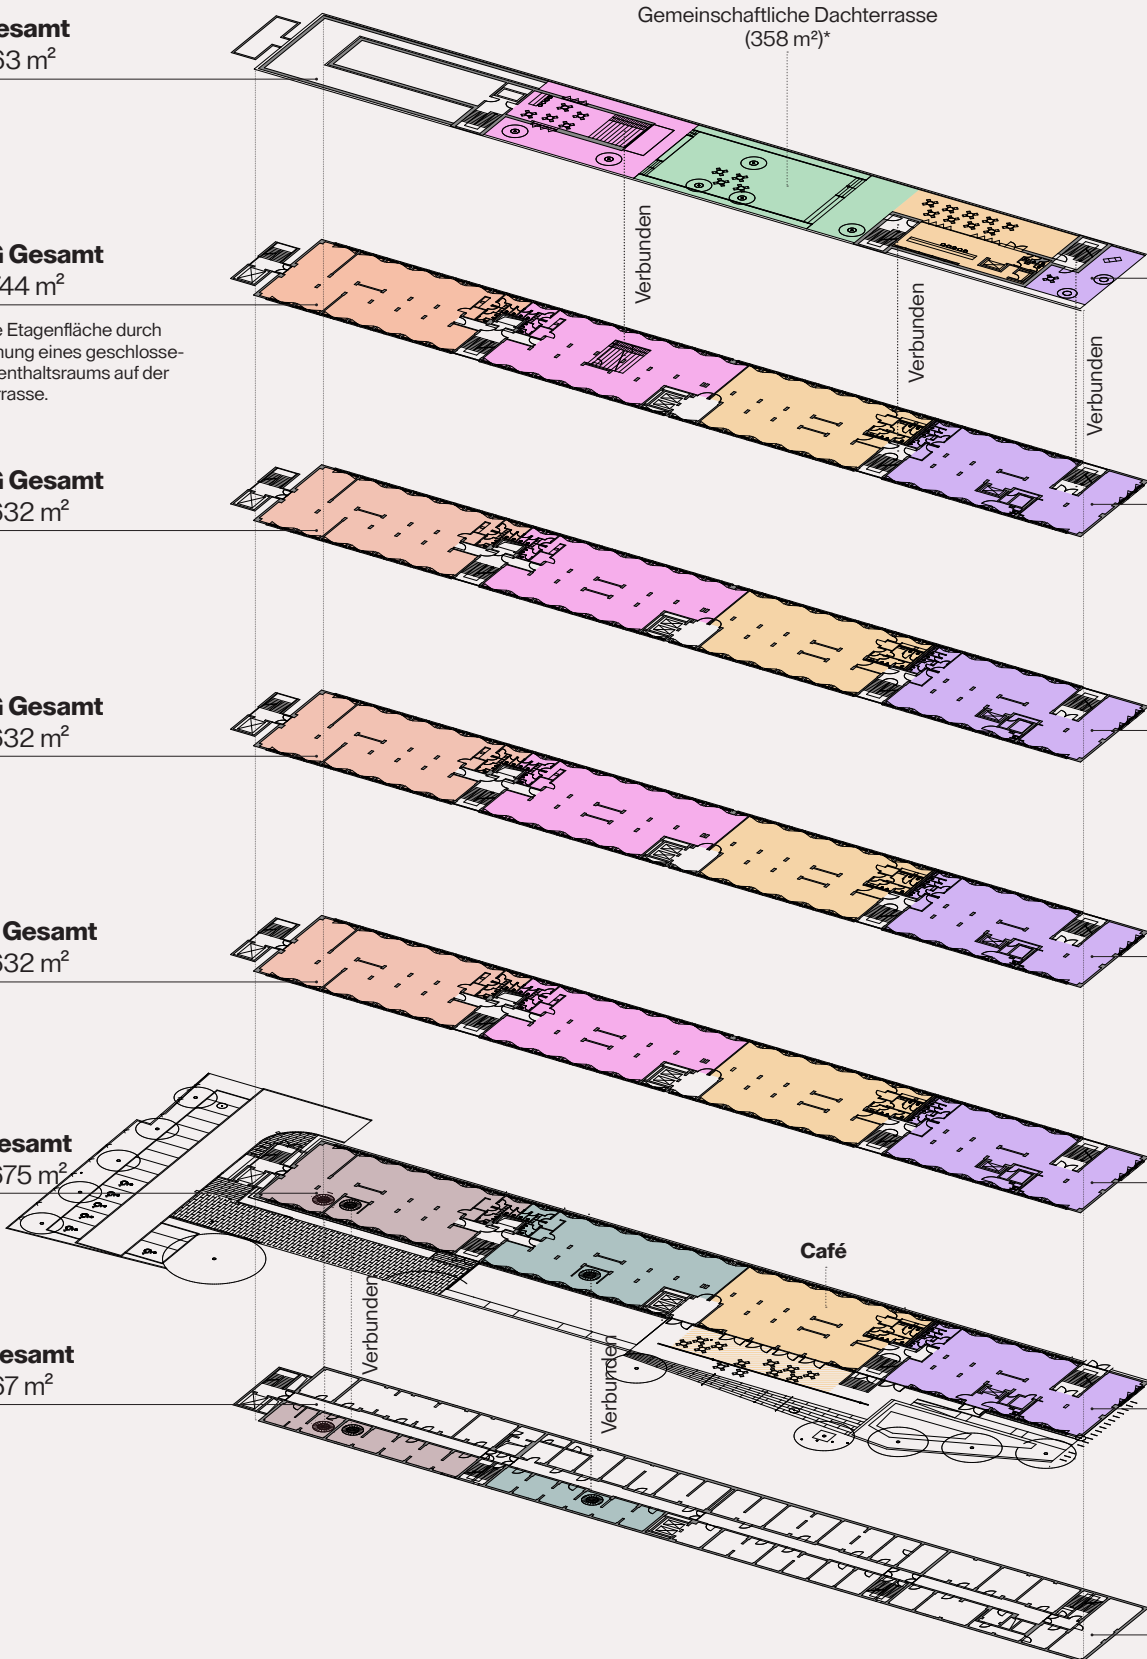 Gemeinschaftliche Dachterrasse
(358 m²)*
esamt
63 m²
Verbunden
Verbunden
Verbunden
G Gesamt
744 m²
e Etagenfläche durch
nung eines geschlosse-
enthaltsraums auf der
rrasse.
G Gesamt
632 m²
G Gesamt
632 m²
Gesamt
632 m²
esamt
675 m²
Café
Verbunden
Verbunden
esamt
67 m²